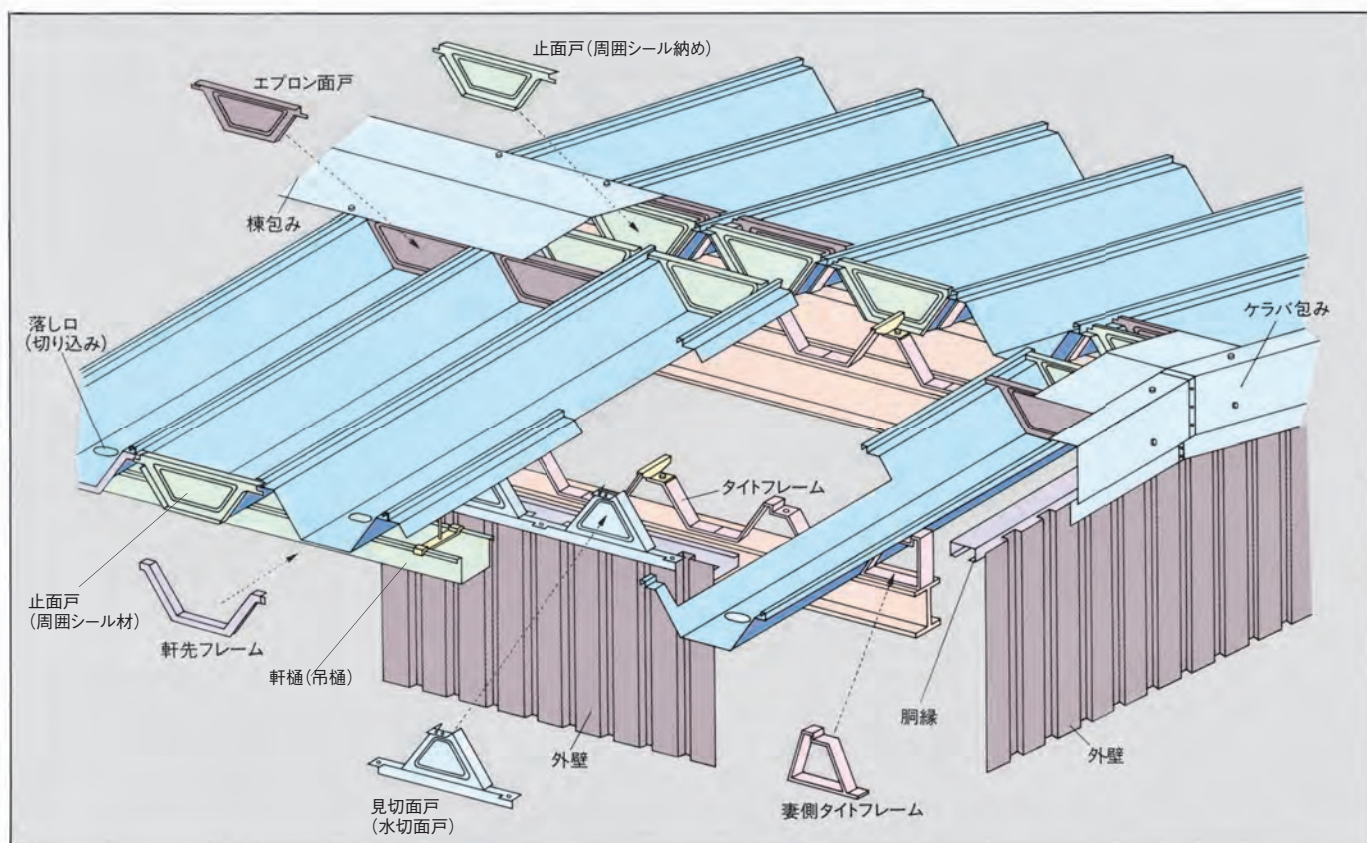 止面戸(周囲シール納め)
エプロン面戸
棟包み
ケラバ包み
落し口
(切り込み)
タイトフレーム
止面戸
(周囲シール材)
軒先フレーム
軒樋(吊樋)
胴縁
外壁
外壁
見切面戸
(水切面戸)
妻側タイトフレーム